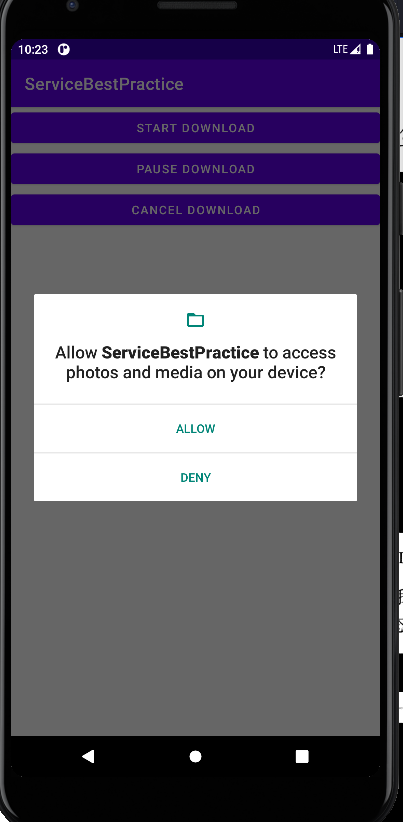 10:23
LTE
ServiceBestPractice
START DOWNLOAD
PAUSE DOWNLOAD
CANCEL DOWNLOAD
Allow ServiceBestPractice to access
photos and media on your device?
ALLOW
DENY